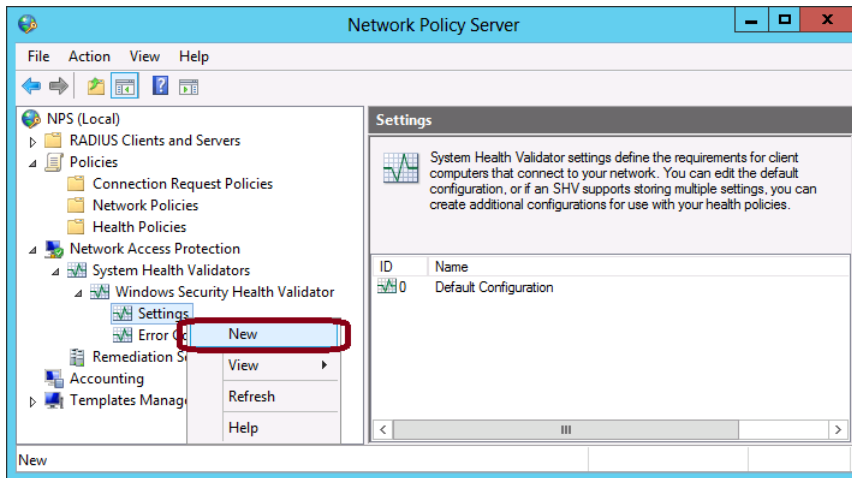 Network Policy Server
x
File Action View Help
?
NPS (Local)
RADIUS Clients and Servers
Policies
Connection Request Policies
Network Policies
Health Policies
Network Access Protection
System Health Validators
Windows Security Health Validator
Settings
Error
Remediation
Accounting
Templates
New
View
Refresh
Help
Settings
System Health Validator settings define the requirements for client
computers that connect to your network. You can edit the default
configuration, or if an SHV supports storing multiple settings, you can
create additional configurations for use with your health policies.
ID Name
0 Default Configuration
New